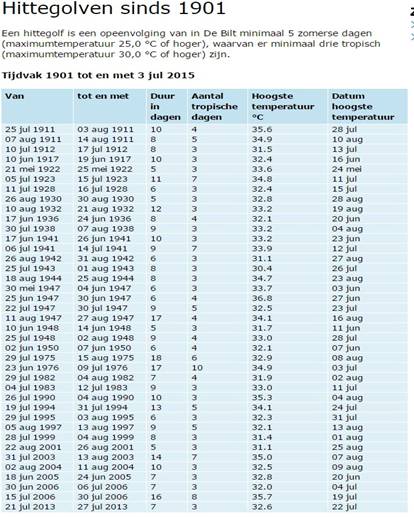 Hittegolven sinds 1901
Een hittegolf is een opeenvolging van in De Bilt minimaal 5 zomerse dagen
(maximumtemperatuur 25,0 °C of hoger), waarvan er minimaal drie tropisch
(maximumtemperatuur 30,0 °C of hoger) zijn.
Tijdvak 1901 tot en met 3 jul 2015
Van tot en met Duur in dagen Aantal tropische dagen Hoogste temperatuur °C Datum hoogste temperatuur
25 jul 1911 03 aug 1911 10 4 35.6 28 jul
07 aug 1911 14 aug 1911 8 5 34.9 10 aug
10 jul 1912 17 jul 1912 8 3 31.5 13 jul
10 jun 1917 19 jun 1917 10 3 32.4 16 jun
21 mei 1922 25 mei 1922 5 3 33.6 24 mei
05 jul 1923 15 jul 1923 11 7 34.8 11 jul
11 jul 1928 16 jul 1928 6 3 32.4 15 jul
26 aug 1930 30 aug 1930 5 3 32.8 28 aug
10 aug 1932 21 aug 1932 12 3 33.2 19 aug
17 jun 1936 24 jun 1936 8 4 32.1 20 jun
30 jul 1938 07 aug 1938 9 3 33.2 04 aug
17 jun 1941 26 jun 1941 10 3 33.2 23 jun
06 jul 1941 14 jul 1941 9 7 33.9 12 jul
26 aug 1942 31 aug 1942 6 3 31.1 27 aug
25 jul 1943 01 aug 1943 8 3 30.4 26 jul
18 aug 1944 25 aug 1944 8 3 34.7 23 aug
30 mei 1947 04 jun 1947 6 3 33.7 03 jun
25 jun 1947 30 jun 1947 6 4 36.8 27 jun
22 jul 1947 30 jul 1947 9 5 32.5 23 jul
11 aug 1947 27 aug 1947 17 4 34.1 16 aug
10 jun 1948 14 jun 1948 5 3 31.7 11 jun
25 jul 1948 02 aug 1948 9 4 33.0 28 jul
02 jun 1950 07 jun 1950 6 4 32.1 07 jun
29 jul 1975 15 aug 1975 18 6 32.9 08 aug
23 jun 1976 09 jul 1976 17 10 34.9 03 jul
29 jul 1982 04 aug 1982 7 4 31.9 02 aug
04 jul 1983 12 jul 1983 9 3 33.0 11 jul
26 jul 1990 04 aug 1990 10 3 35.3 04 aug
19 jul 1994 31 jul 1994 13 5 34.1 24 jul
29 jul 1995 03 aug 1995 6 3 32.3 31 jul
05 aug 1997 13 aug 1997 9 5 32.1 13 aug
28 jul 1999 04 aug 1999 8 3 31.4 01 aug
22 aug 2001 26 aug 2001 5 3 31.1 25 aug
31 jul 2003 13 aug 2003 14 7 35.0 07 aug
02 aug 2004 11 aug 2004 10 3 32.5 09 aug
18 jun 2005 24 jun 2005 7 3 32.8 20 jun
30 jun 2006 06 jul 2006 7 3 32.0 04 jul
15 jul 2006 30 jul 2006 16 8 35.7 19 jul
21 jul 2013 27 jul 2013 7 3 32.6 22 jun